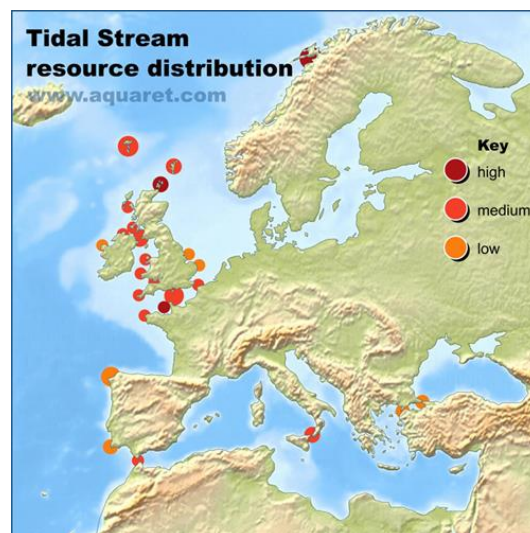 Tidal Stream
resource distribution
www.aquaret.com
Key
high
medium
low